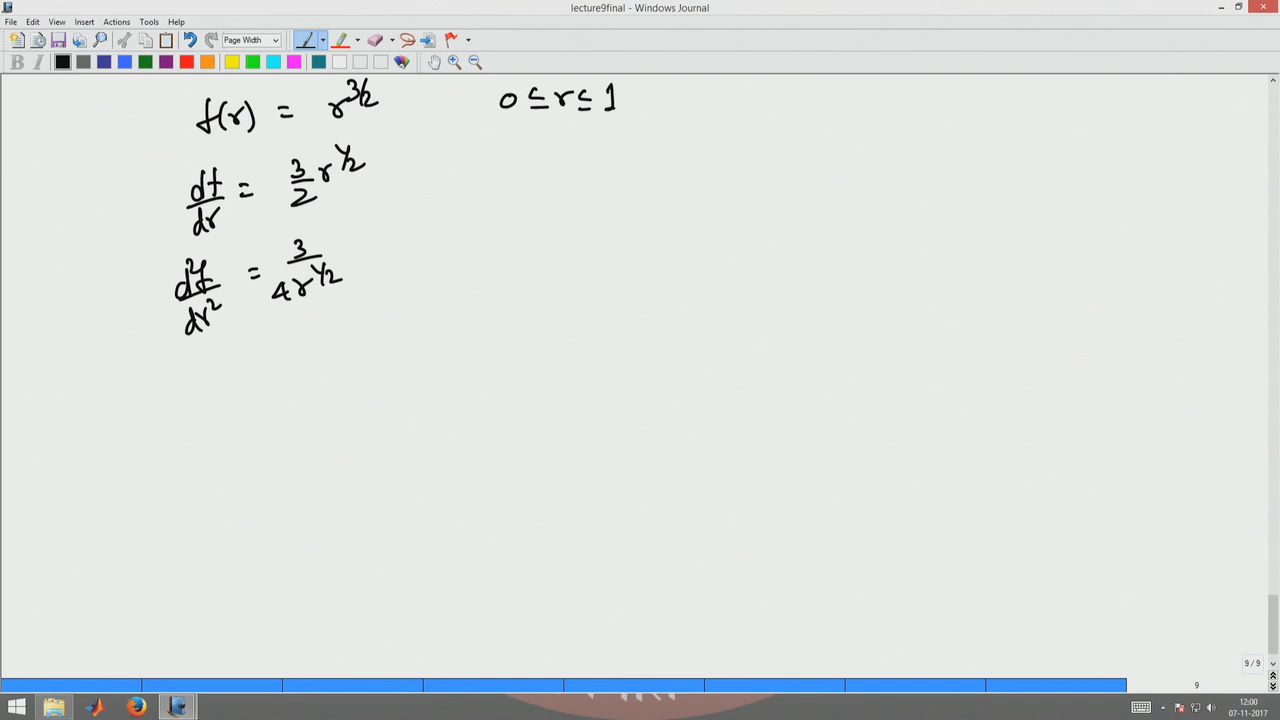 lecture9final - Windows Journal
File Edit View Insert Actions Tools Help
Page Width
B I
f(r) = r^{3/2} 0 ≤ r ≤ 1
df/dr = 3/2 r^{1/2}
d²f/dr² = 3/(4r^{1/2})
9 / 9
9
12:00
07-11-2017